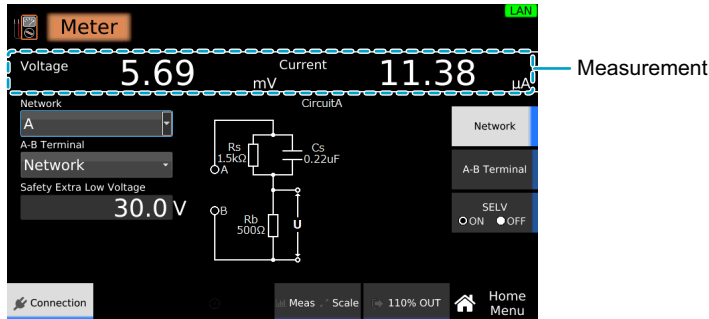 LAN
Meter
Voltage 5.69 mV Current 11.38 µA
Measurement
Network
A
A-B Terminal
Network
Safety Extra Low Voltage
30.0 V
CircuitA
Rs
1.5kΩ
Cs
0.22uF
A
B
Rb
500Ω
U
Network
A-B Terminal
SELV
ON OFF
Connection
Meas Scale
110% OUT
Home
Menu